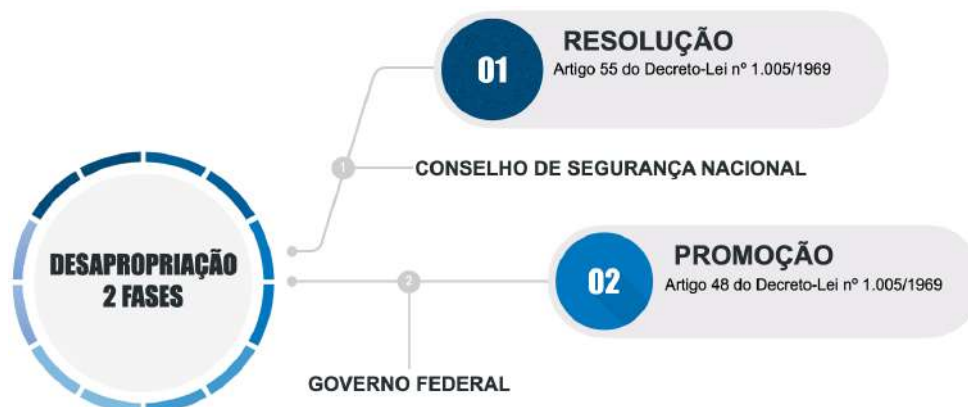 DESAPROPRIAÇÃO
2 FASES
01
RESOLUÇÃO
Artigo 55 do Decreto-Lei nº 1.005/1969
1
CONSELHO DE SEGURANÇA NACIONAL
02
PROMOÇÃO
Artigo 48 do Decreto-Lei nº 1.005/1969
2
GOVERNO FEDERAL